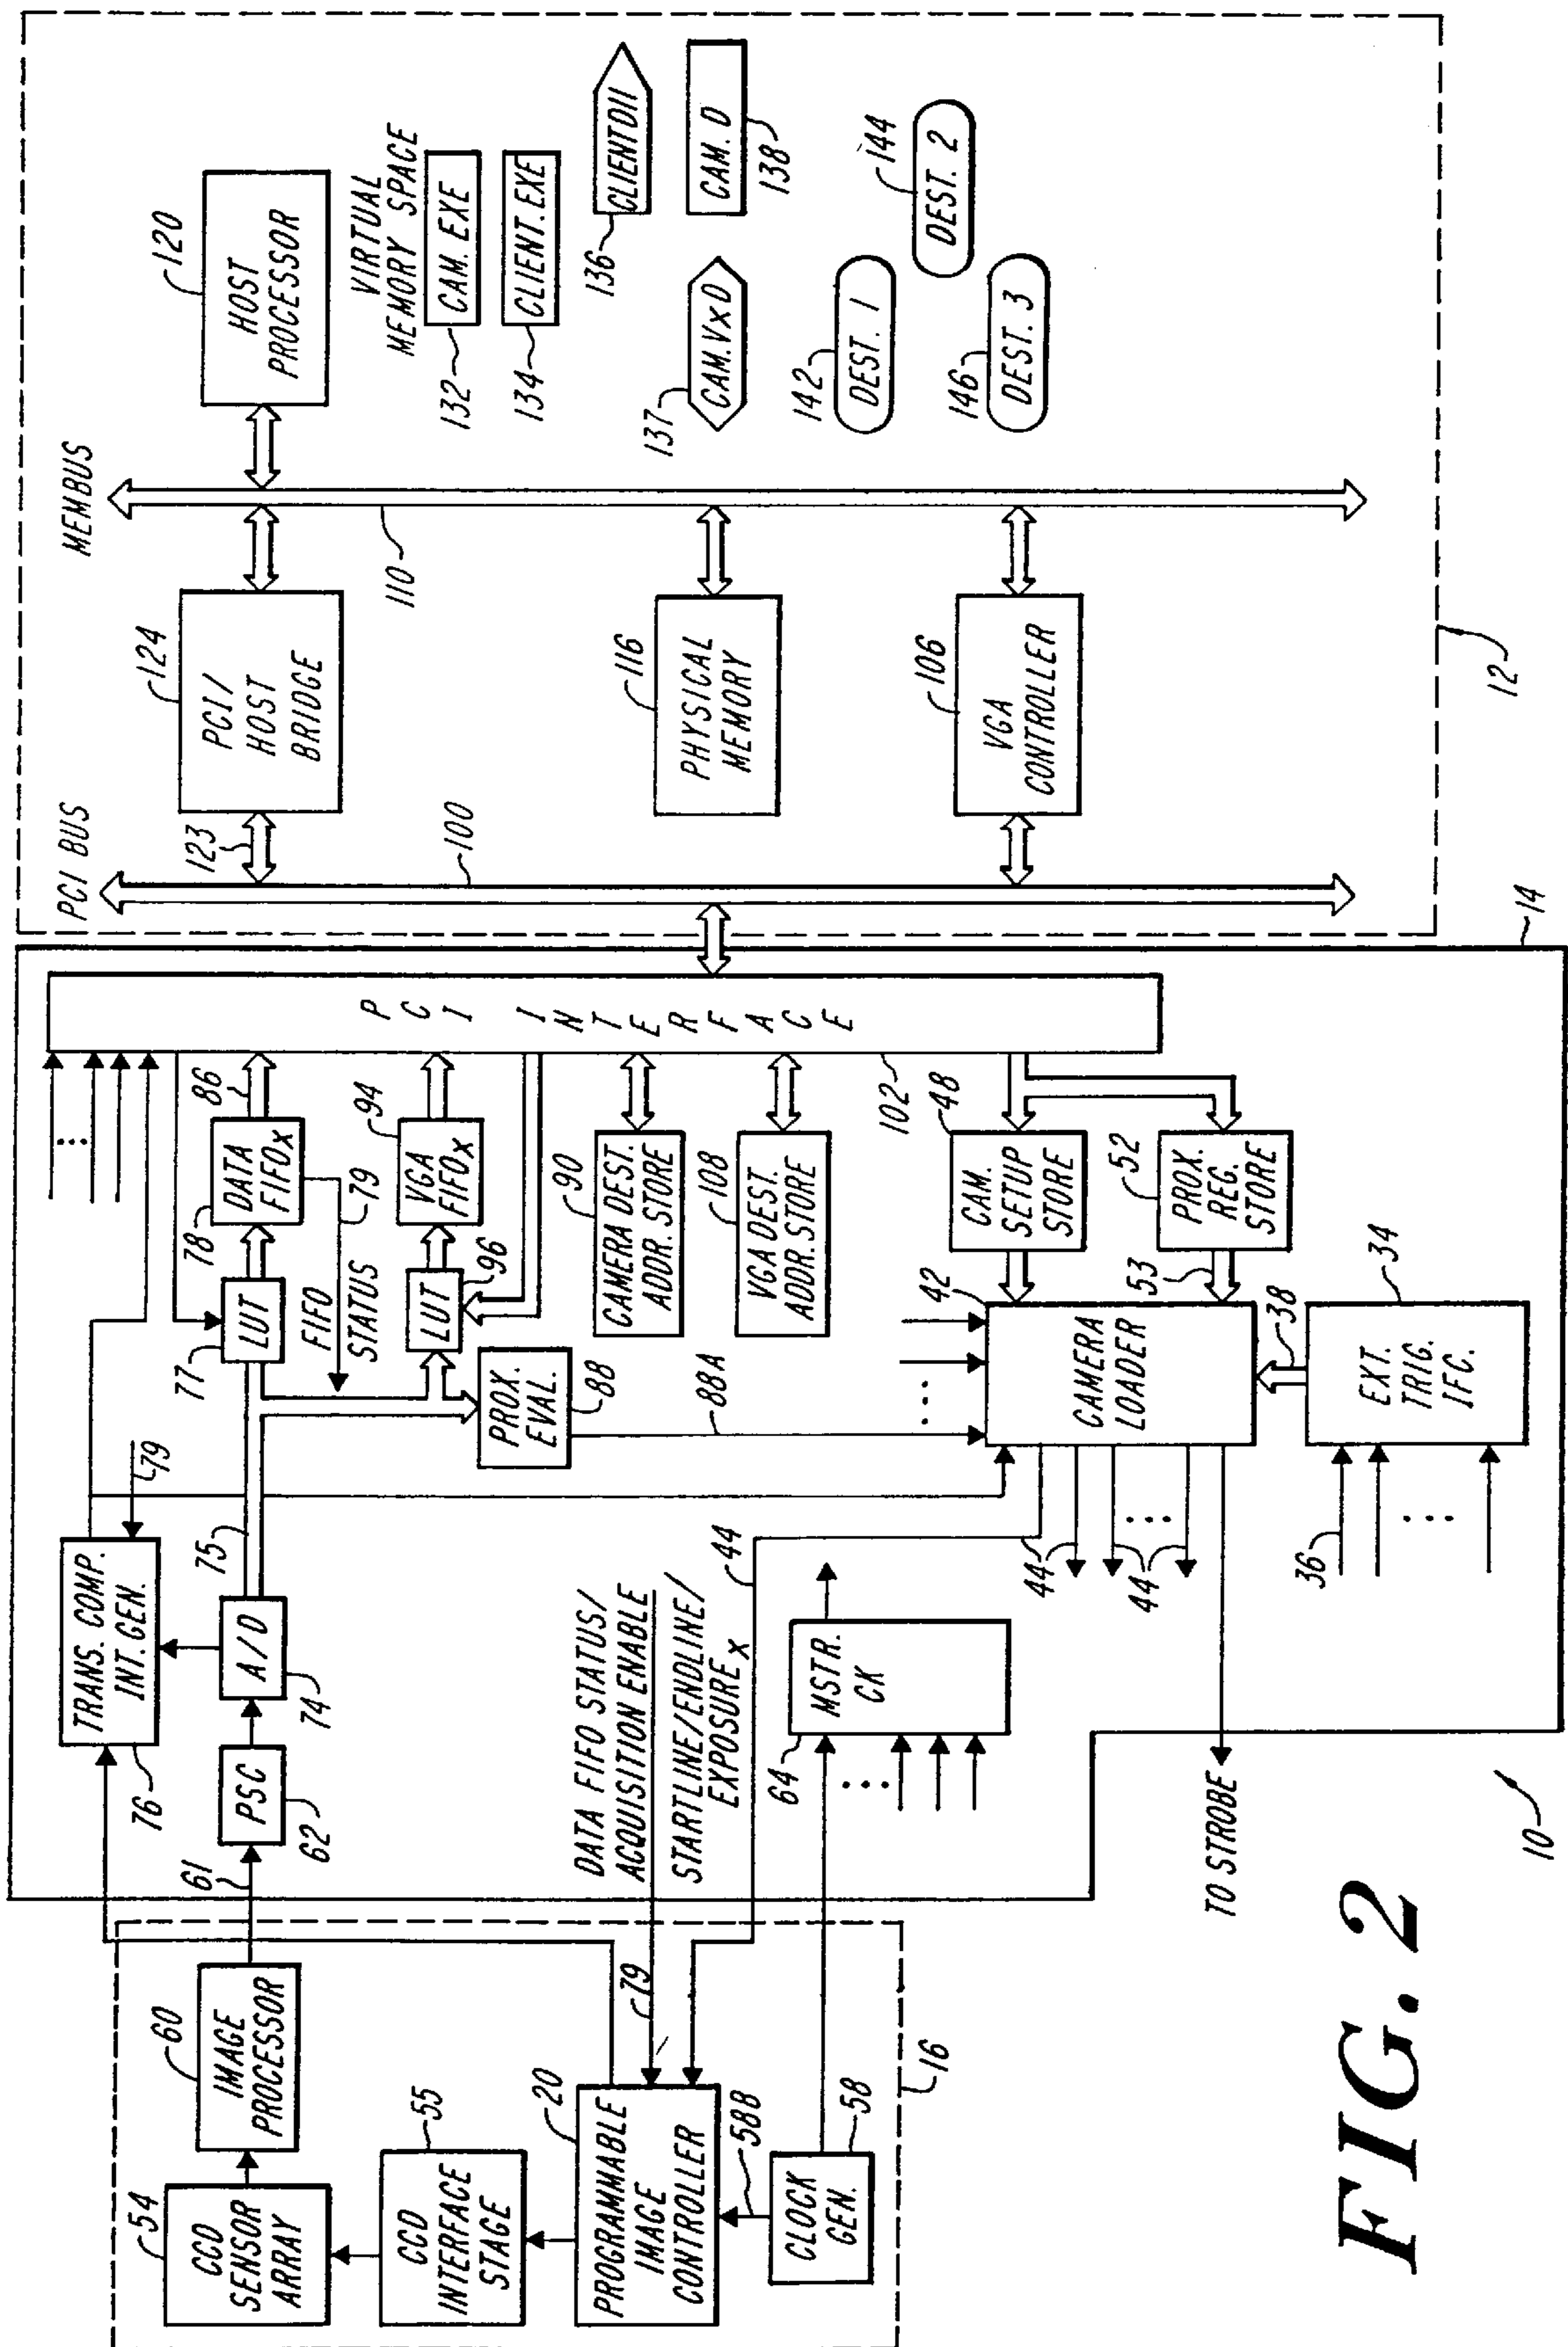 54
CCD
SENSOR
ARRAY
60
IMAGE
PROCESSOR
61
CCD
INTERFACE
STAGE
55
PROGRAMMABLE
IMAGE
CONTROLLER
20
58B
CLOCK
GEN.
58
16
79
TRANS. COMP.
INT. GEN.
76
79
PSC
62
A/D
74
75
LUT
77
DATA
FIFOX
78
86
FIFO
STATUS
79
LUT
96
VGA
FIFOX
94
PROX.
EVAL.
88
88A
DATA FIFO STATUS/
ACQUISITION ENABLE
STARTLINE/ENDLINE/
EXPOSURE X
44
MSTR.
CK
64
CAMERA DEST.
ADDR. STORE
90
VGA DEST.
ADDR. STORE
108
PCI INTERFACE
102
CAM.
SETUP
STORE
48
PROX.
REG.
STORE
52
53
CAMERA
LOADER
42
44
44
38
EXT.
TRIG.
IFC.
34
36
TO STROBE
14
10
PCI BUS
100
123
PCI/
HOST
BRIDGE
124
PHYSICAL
MEMORY
116
VGA
CONTROLLER
106
MEMBUS
110
HOST
PROCESSOR
120
VIRTUAL
MEMORY SPACE
CAM. EXE
132
CLIENT.EXE
134
CLIENTDII
136
CAM.VXD
137
CAM. D
138
DEST. 1
142
DEST. 2
144
DEST. 3
146
12
FIG. 2